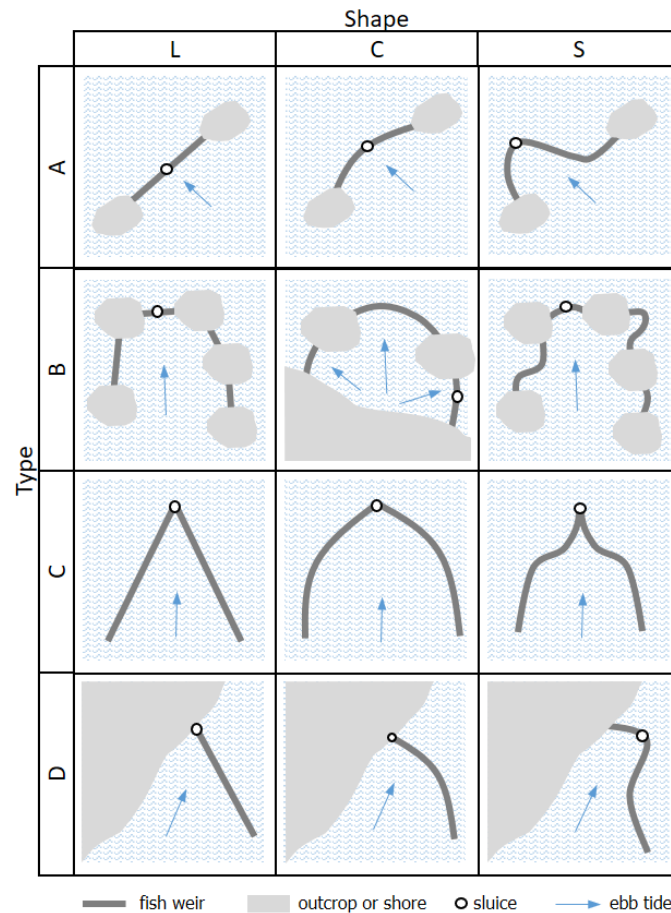 Shape
L C S
Type
A
B
C
D
fish weir outcrop or shore sluice ebb tide